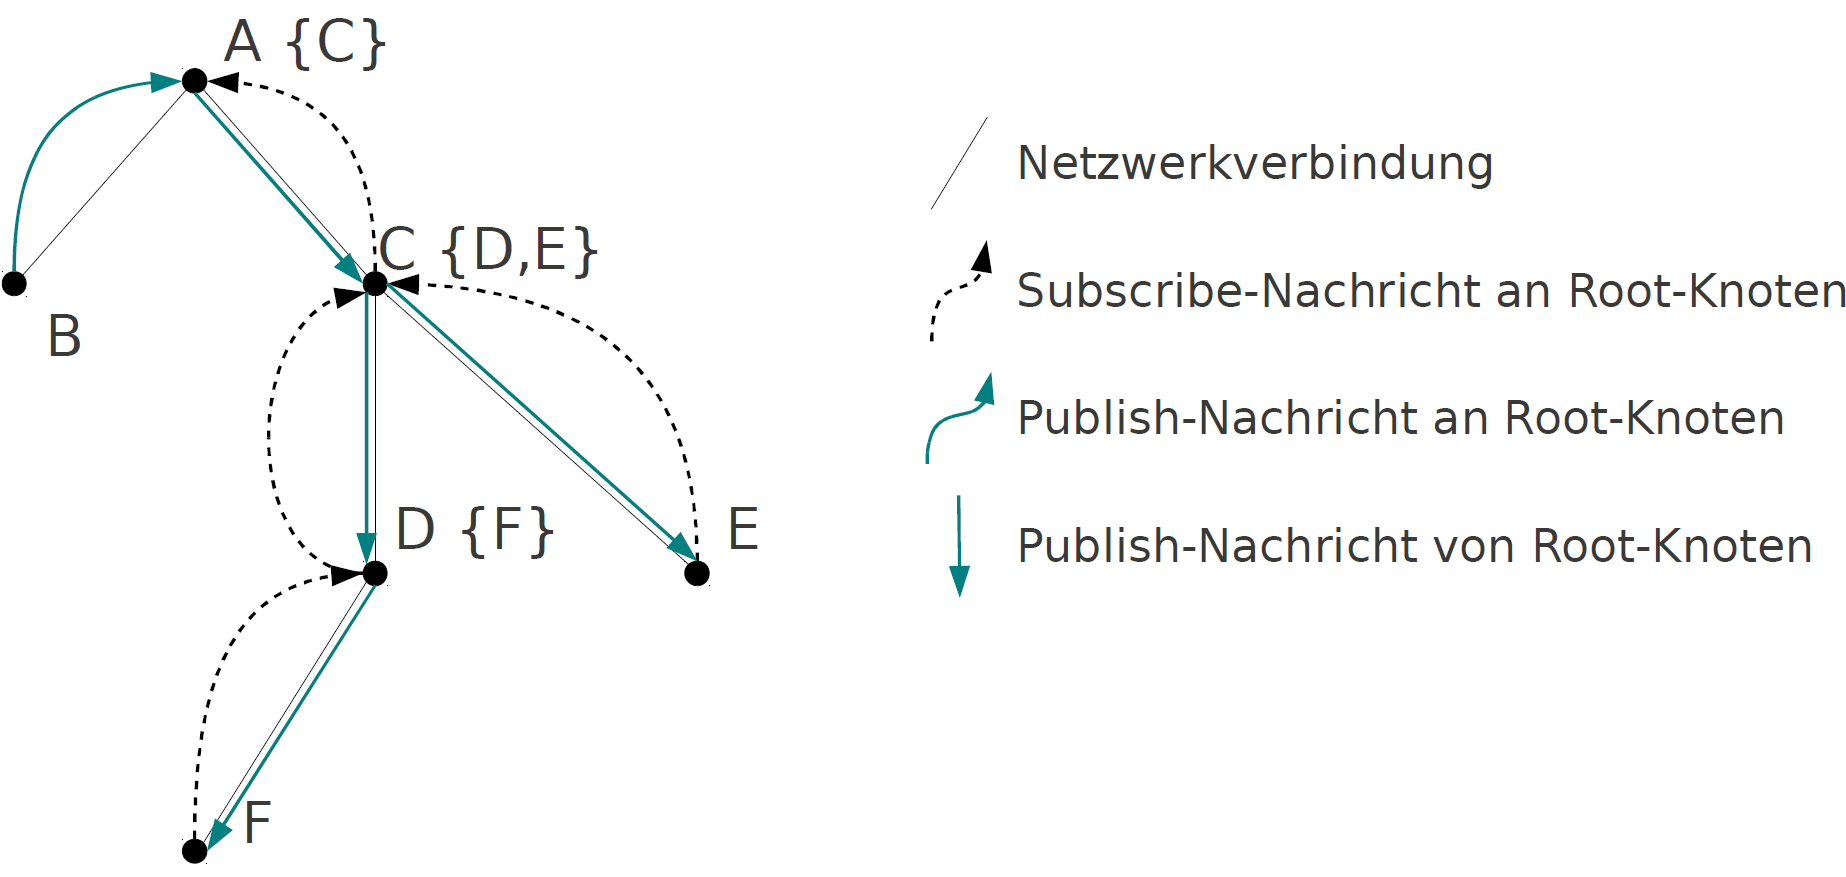 A {C}
B
C {D,E}
D {F}
E
F
Netzwerkverbindung
Subscribe-Nachricht an Root-Knoten
Publish-Nachricht an Root-Knoten
Publish-Nachricht von Root-Knoten